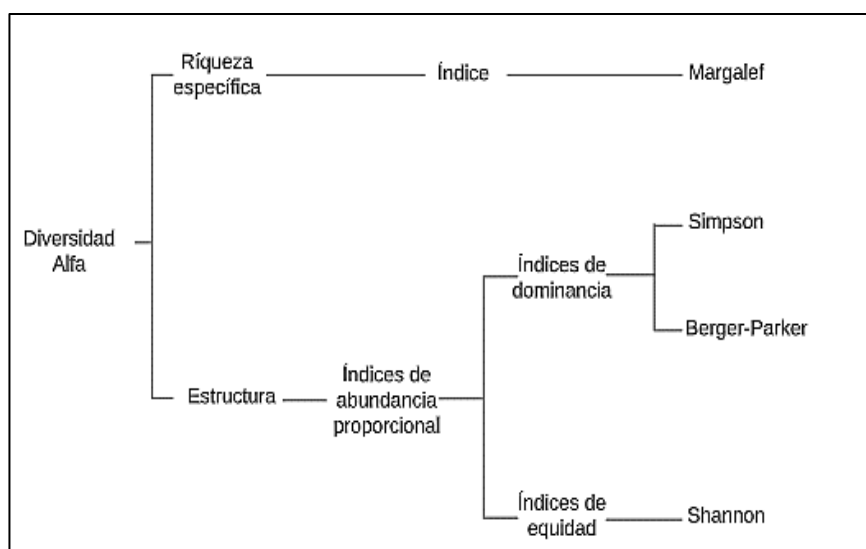 Ríqueza
específica
Índice
Margalef
Diversidad
Alfa
Simpson
Índices de
dominancia
Berger-Parker
Estructura
Índices de
abundancia
proporcional
Índices de
equidad
Shannon